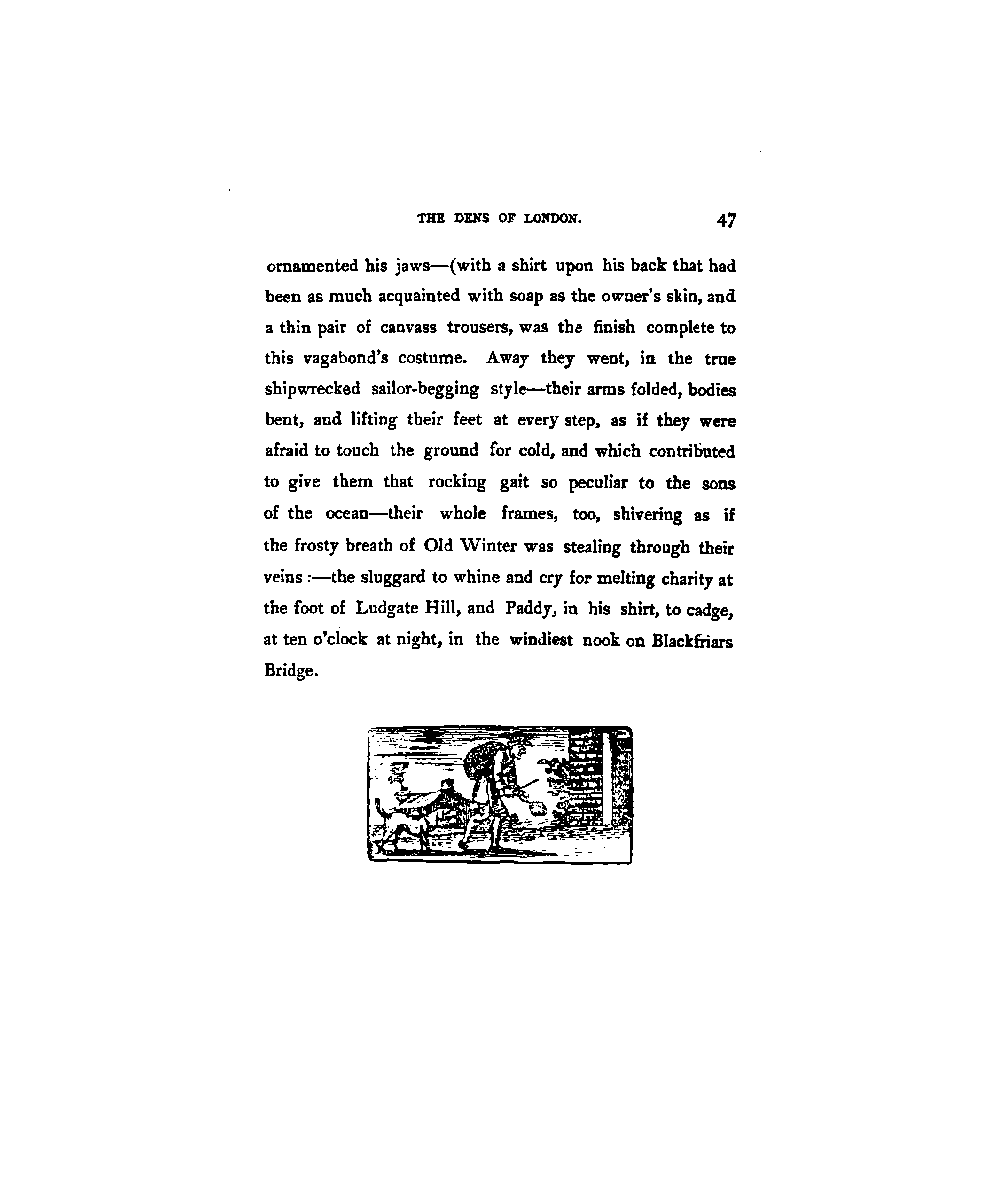 THE DENS OF LONDON. 47
ornamented his jaws—(with a shirt upon his back that had
been as much acquainted with soap as the owner's skin, and
a thin pair of canvass trousers, was the finish complete to
this vagabond's costume. Away they went, in the true
shipwrecked sailor-begging style—their arms folded, bodies
bent, and lifting their feet at every step, as if they were
afraid to touch the ground for cold, and which contributed
to give them that rocking gait so peculiar to the sons
of the ocean—their whole frames, too, shivering as if
the frosty breath of Old Winter was stealing through their
veins :—the sluggard to whine and cry for melting charity at
the foot of Ludgate Hill, and Paddy, in his shirt, to cadge,
at ten o'clock at night, in the windiest nook on Blackfriars
Bridge.